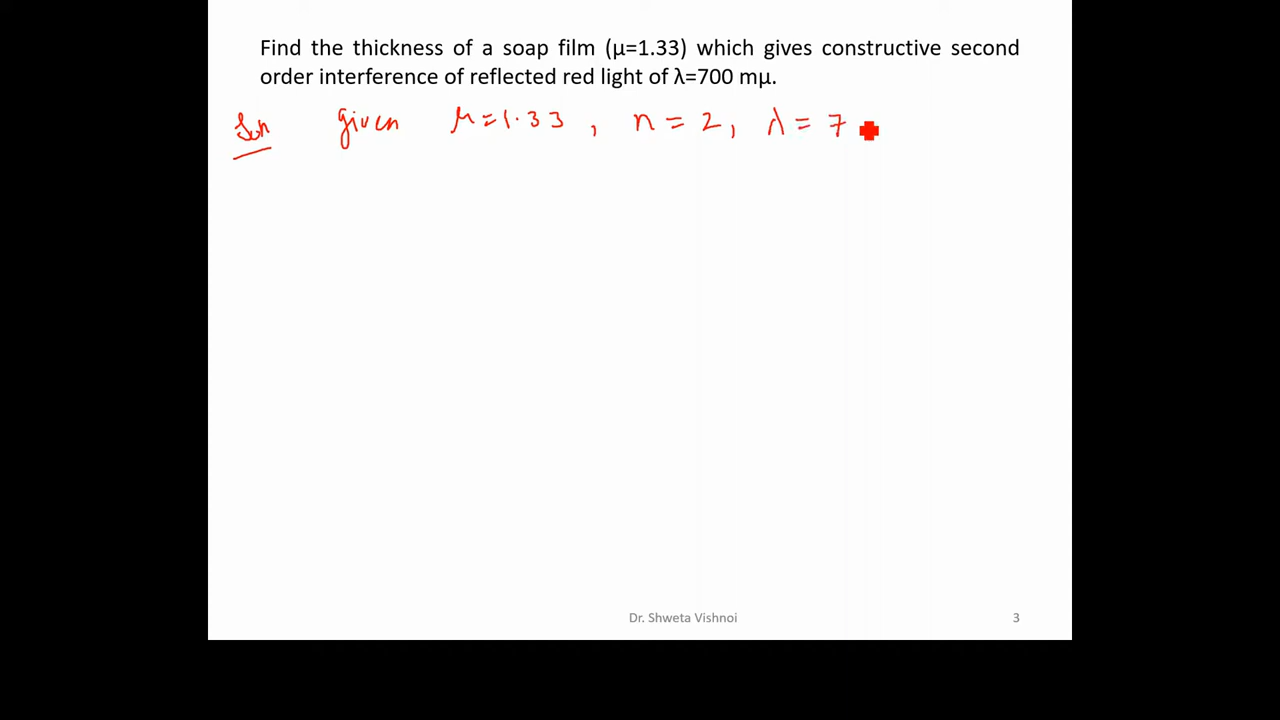 Find the thickness of a soap film (μ=1.33) which gives constructive second
order interference of reflected red light of λ=700 mμ.
Soln given μ = 1.33 , n = 2, λ = 7
Dr. Shweta Vishnoi 3